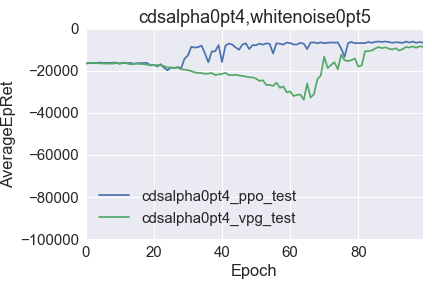 cdsalpha0pt4,whitenoise0pt5
AverageEpRet
0
−20000
−40000
−60000
−80000
−100000
cdsalpha0pt4_ppo_test
cdsalpha0pt4_vpg_test
0 20 40 60 80
Epoch